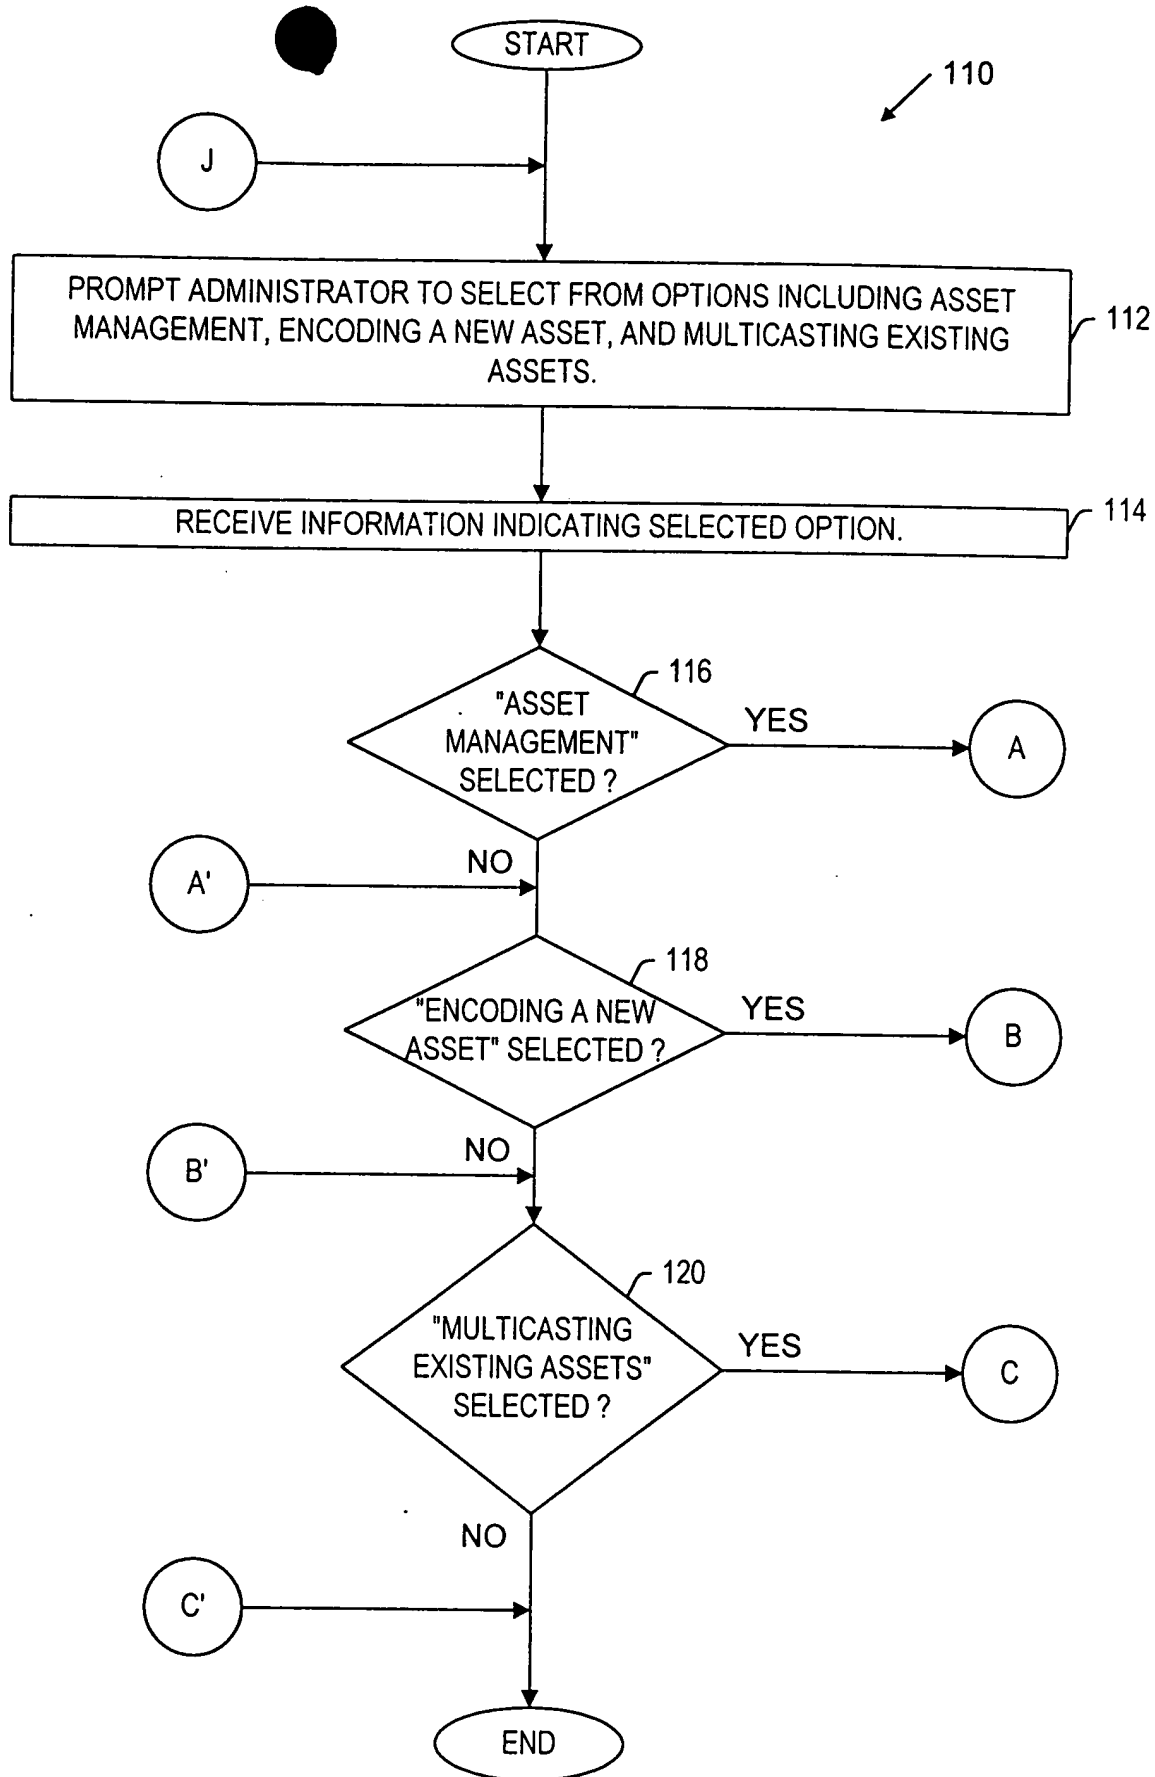 START
110
J
PROMPT ADMINISTRATOR TO SELECT FROM OPTIONS INCLUDING ASSET
MANAGEMENT, ENCODING A NEW ASSET, AND MULTICASTING EXISTING
ASSETS.
112
RECEIVE INFORMATION INDICATING SELECTED OPTION.
114
116
"ASSET
MANAGEMENT"
SELECTED ?
YES
A
NO
A'
118
"ENCODING A NEW
ASSET" SELECTED ?
YES
B
NO
B'
120
"MULTICASTING
EXISTING ASSETS"
SELECTED ?
YES
C
NO
C'
END